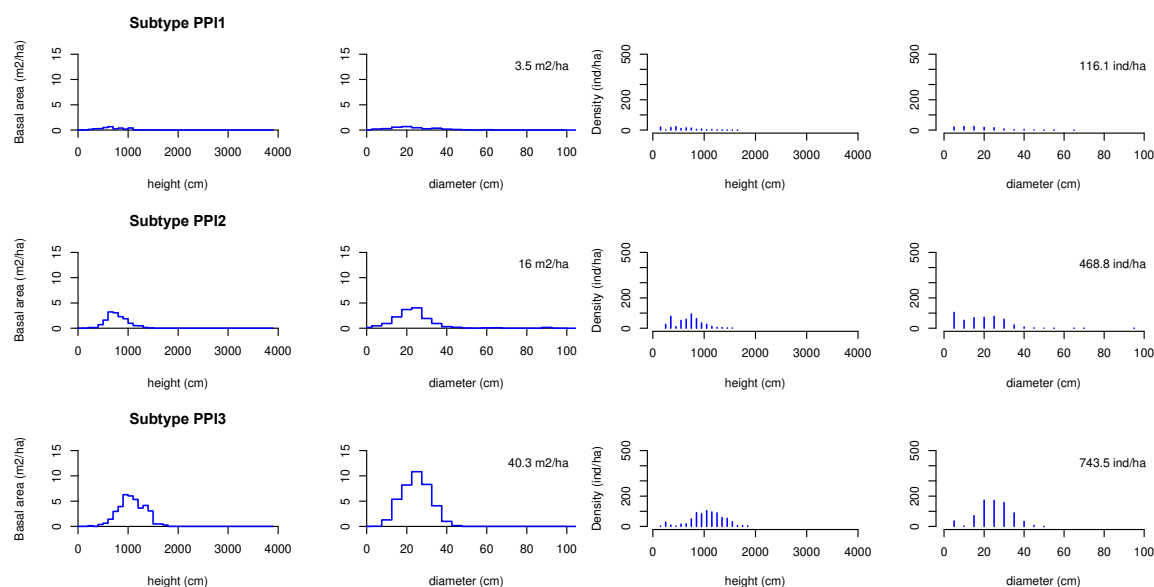 Subtype PPI1
Basal area (m2/ha)
0 5 10 15
0 1000 2000 3000 4000
height (cm)
0 5 10 15
3.5 m2/ha
0 20 40 60 80 100
diameter (cm)
Density (ind/ha)
0 200 500
0 1000 2000 3000 4000
height (cm)
0 200 500
116.1 ind/ha
0 20 40 60 80 100
diameter (cm)
Subtype PPI2
Basal area (m2/ha)
0 5 10 15
0 1000 2000 3000 4000
height (cm)
0 5 10 15
16 m2/ha
0 20 40 60 80 100
diameter (cm)
Density (ind/ha)
0 200 500
0 1000 2000 3000 4000
height (cm)
0 200 500
468.8 ind/ha
0 20 40 60 80 100
diameter (cm)
Subtype PPI3
Basal area (m2/ha)
0 5 10 15
0 1000 2000 3000 4000
height (cm)
0 5 10 15
40.3 m2/ha
0 20 40 60 80 100
diameter (cm)
Density (ind/ha)
0 200 500
0 1000 2000 3000 4000
height (cm)
0 200 500
743.5 ind/ha
0 20 40 60 80 100
diameter (cm)